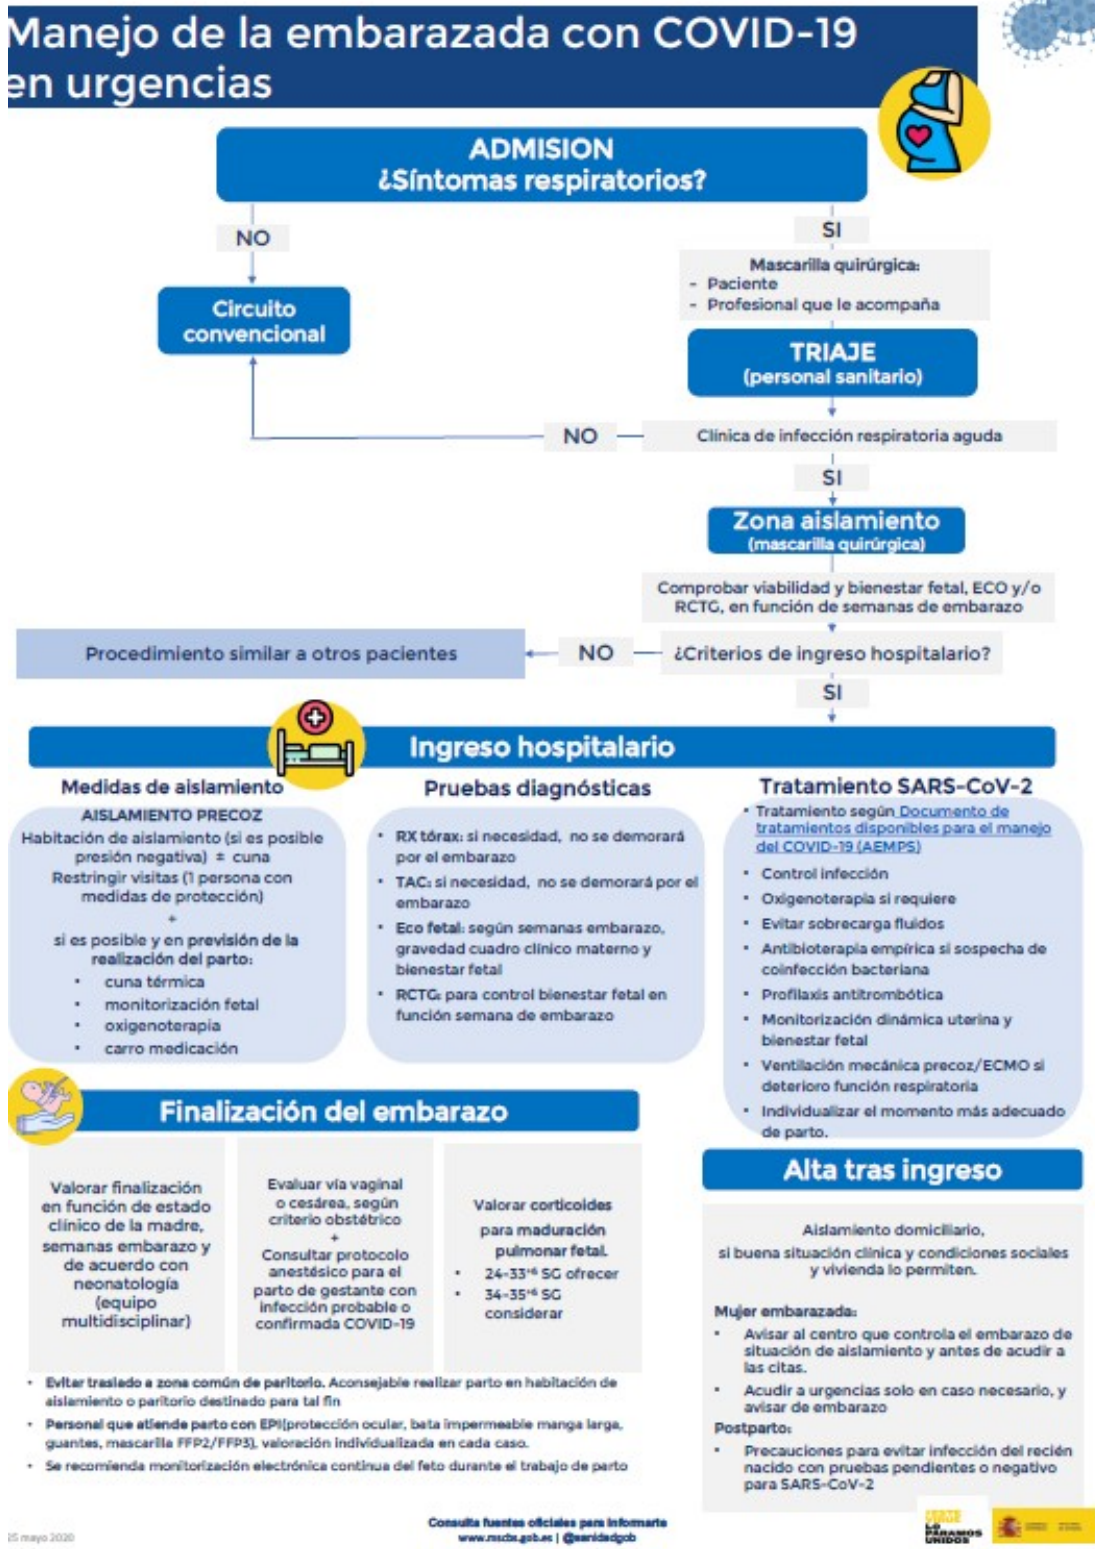 Manejo de la embarazada con COVID-19
en urgencias
ADMISION
¿Síntomas respiratorios?
NO
SI
Mascarilla quirúrgica:
- Paciente
- Profesional que le acompaña
Circuito
convencional
TRIAJE
(personal sanitario)
NO
Clínica de infección respiratoria aguda
SI
Zona aislamiento
(mascarilla quirúrgica)
Comprobar viabilidad y bienestar fetal, ECO y/o
RCTG, en función de semanas de embarazo
Procedimiento similar a otros pacientes
NO
¿Criterios de ingreso hospitalario?
SI
Ingreso hospitalario
Medidas de aislamiento
AISLAMIENTO PRECOZ
Habitación de aislamiento (si es posible
presión negativa) ± cuna
Restringir visitas (1 persona con
medidas de protección)
+
si es posible y en previsión de la
realización del parto:
• cuna térmica
• monitorización fetal
• oxigenoterapia
• carro medicación
Pruebas diagnósticas
• RX tórax: si necesidad, no se demorará
por el embarazo
• TAC: si necesidad, no se demorará por el
embarazo
• Eco fetal: según semanas embarazo,
gravedad cuadro clínico materno y
bienestar fetal
• RCTG: para control bienestar fetal en
función semana de embarazo
Tratamiento SARS-CoV-2
• Tratamiento según Documento de
tratamientos disponibles para el manejo
del COVID-19 (AEMPS)
• Control infección
• Oxigenoterapia si requiere
• Evitar sobrecarga fluidos
• Antibioterapia empírica si sospecha de
coinfección bacteriana
• Profilaxis antitrombótica
• Monitorización dinámica uterina y
bienestar fetal
• Ventilación mecánica precoz/ECMO si
deterioro función respiratoria
• Individualizar el momento más adecuado
de parto.
Finalización del embarazo
Valorar finalización
en función de estado
clínico de la madre,
semanas embarazo y
de acuerdo con
neonatología
(equipo
multidisciplinar)
Evaluar vía vaginal
o cesárea, según
criterio obstétrico
+
Consultar protocolo
anestésico para el
parto de gestante con
infección probable o
confirmada COVID-19
Valorar corticoides
para maduración
pulmonar fetal.
• 24-33⁺⁶ SG ofrecer
• 34-35⁺⁶ SG
considerar
• Evitar traslado a zona común de paritorio. Aconsejable realizar parto en habitación de
aislamiento o paritorio destinado para tal fin
• Personal que atiende parto con EPI(protección ocular, bata impermeable manga larga,
guantes, mascarilla FFP2/FFP3), valoración individualizada en cada caso.
• Se recomienda monitorización electrónica continua del feto durante el trabajo de parto
Alta tras ingreso
Aislamiento domiciliario,
si buena situación clínica y condiciones sociales
y vivienda lo permiten.
Mujer embarazada:
• Avisar al centro que controla el embarazo de
situación de aislamiento y antes de acudir a
las citas.
• Acudir a urgencias solo en caso necesario, y
avisar de embarazo
Postparto:
• Precauciones para evitar infección del recién
nacido con pruebas pendientes o negativo
para SARS-CoV-2
25 mayo 2020
Consulta fuentes oficiales para informarte
www.mscbs.gob.es | @sanidadgob
LO
PARAMOS
UNIDOS